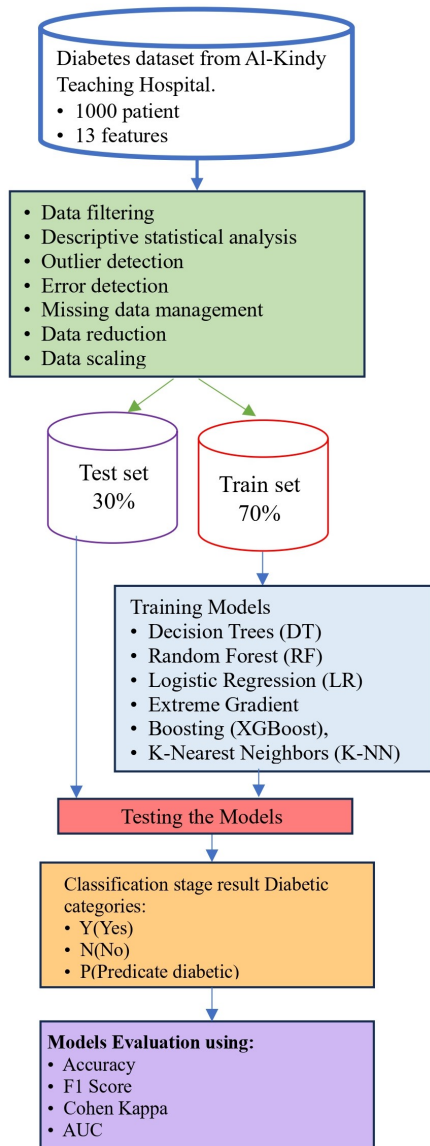 Diabetes dataset from Al-Kindy
Teaching Hospital.
• 1000 patient
• 13 features
• Data filtering
• Descriptive statistical analysis
• Outlier detection
• Error detection
• Missing data management
• Data reduction
• Data scaling
Test set
30%
Train set
70%
Training Models
• Decision Trees (DT)
• Random Forest (RF)
• Logistic Regression (LR)
• Extreme Gradient
• Boosting (XGBoost),
• K-Nearest Neighbors (K-NN)
Testing the Models
Classification stage result Diabetic
categories:
• Y(Yes)
• N(No)
• P(Predicate diabetic)
Models Evaluation using:
• Accuracy
• F1 Score
• Cohen Kappa
• AUC